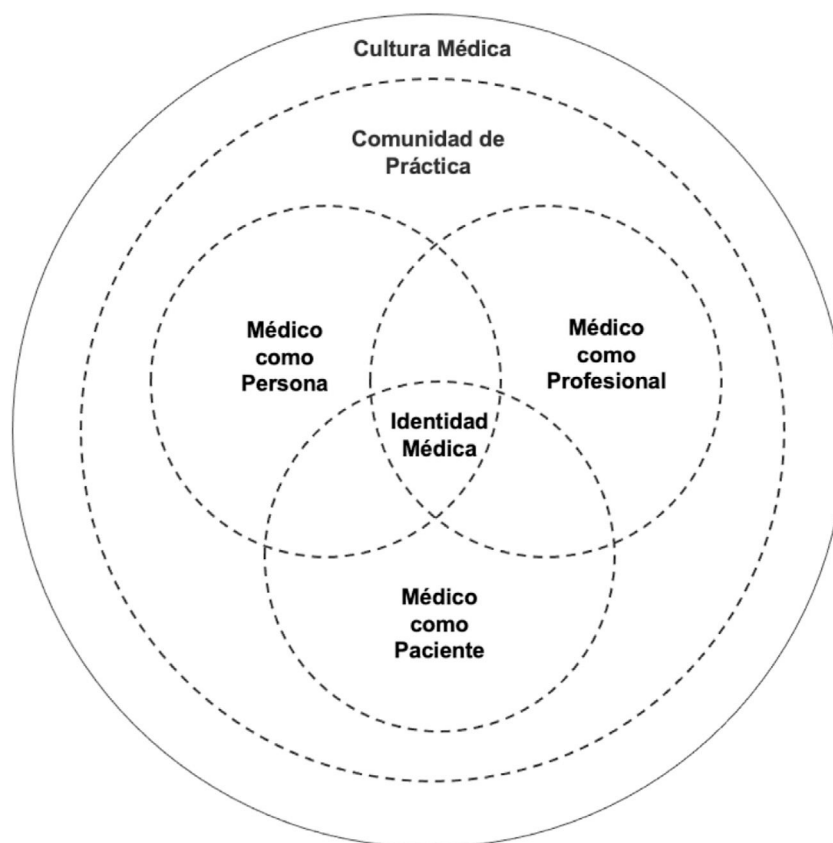 Cultura Médica
Comunidad de
Práctica
Médico
como
Persona
Médico
como
Profesional
Identidad
Médica
Médico
como
Paciente